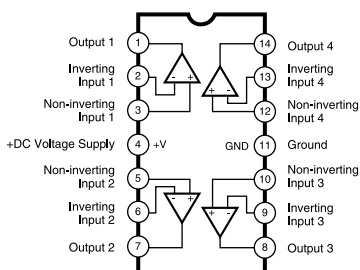 Output 1
1
Inverting
Input 1
2
Non-inverting
Input 1
3
+DC Voltage Supply
4
+V
Non-inverting
Input 2
5
Inverting
Input 2
6
Output 2
7
14
Output 4
13
Inverting
Input 4
12
Non-inverting
Input 4
GND
11
Ground
10
Non-inverting
Input 3
9
Inverting
Input 3
8
Output 3
- +
+ -
- +
+ -